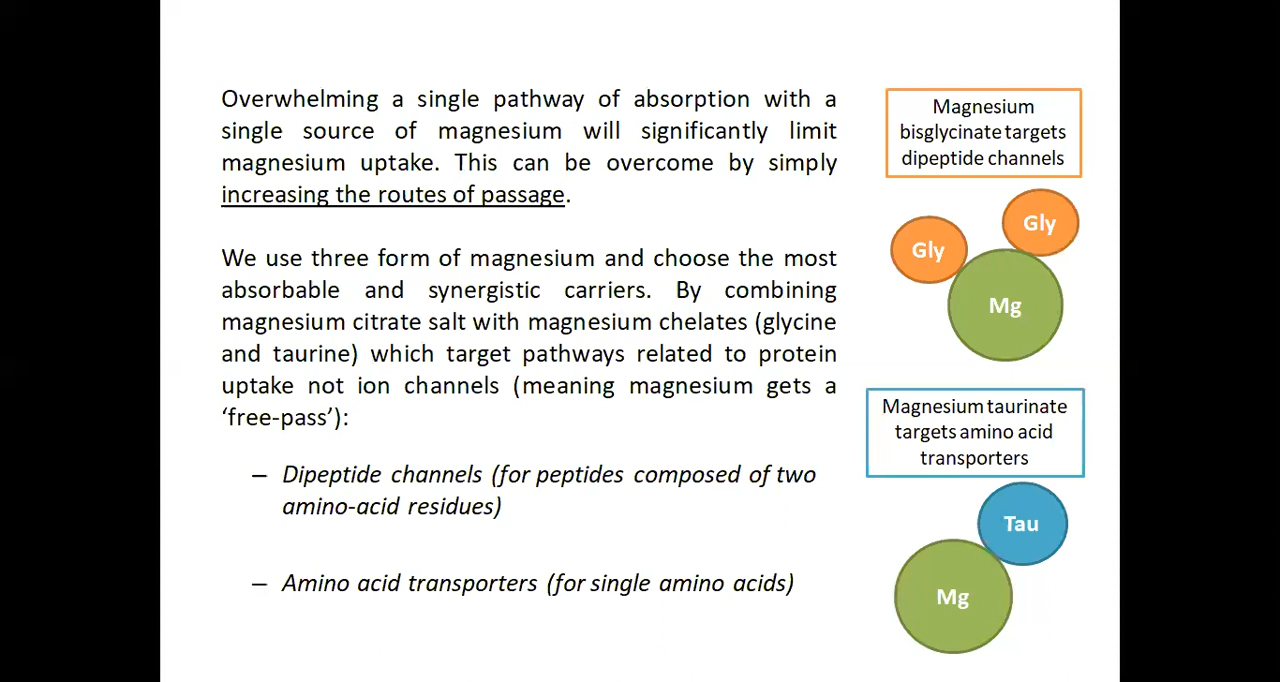 Overwhelming a single pathway of absorption with a
single source of magnesium will significantly limit
magnesium uptake. This can be overcome by simply
increasing the routes of passage.
We use three form of magnesium and choose the most
absorbable and synergistic carriers. By combining
magnesium citrate salt with magnesium chelates (glycine
and taurine) which target pathways related to protein
uptake not ion channels (meaning magnesium gets a
‘free-pass’):
– Dipeptide channels (for peptides composed of two
amino-acid residues)
– Amino acid transporters (for single amino acids)
Magnesium
bisglycinate targets
dipeptide channels
Gly
Gly
Mg
Magnesium taurinate
targets amino acid
transporters
Tau
Mg